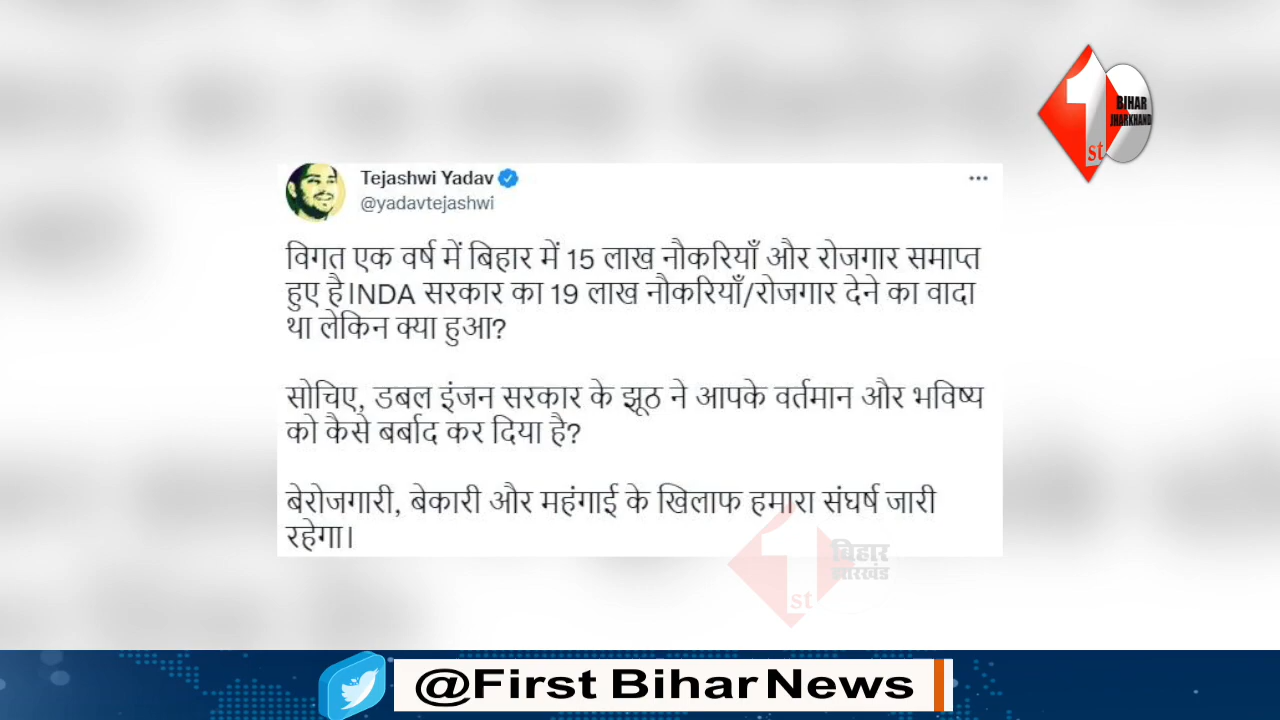 1st
BIHAR
JHARKHAND
Tejashwi Yadav
@yadavtejashwi
विगत एक वर्ष में बिहार में 15 लाख नौकरियाँ और रोजगार समाप्त
हुए है।NDA सरकार का 19 लाख नौकरियाँ/रोजगार देने का वादा
था लेकिन क्या हुआ?
सोचिए, डबल इंजन सरकार के झूठ ने आपके वर्तमान और भविष्य
को कैसे बर्बाद कर दिया है?
बेरोजगारी, बेकारी और महंगाई के खिलाफ हमारा संघर्ष जारी
रहेगा।
1st
बिहार
झारखंड
@First Bihar News